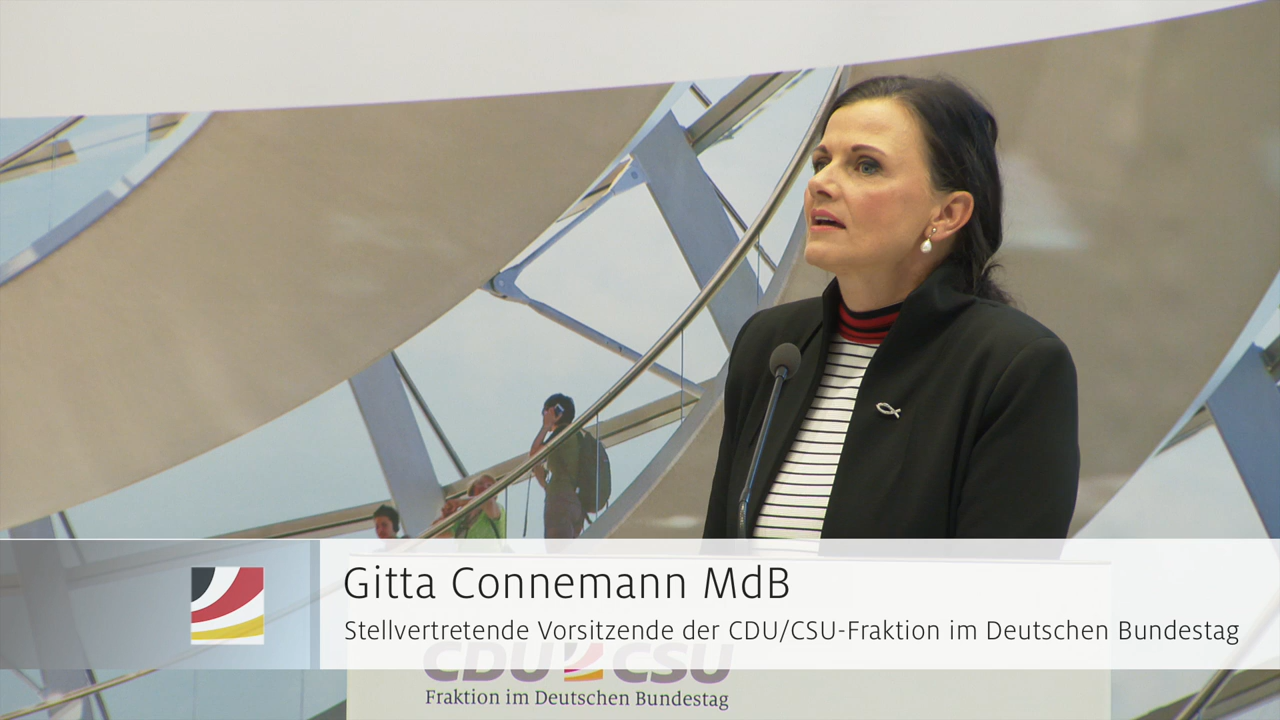 Gitta Connemann MdB
Stellvertretende Vorsitzende der CDU/CSU-Fraktion im Deutschen Bundestag
CDU CSU
Fraktion im Deutschen Bundestag